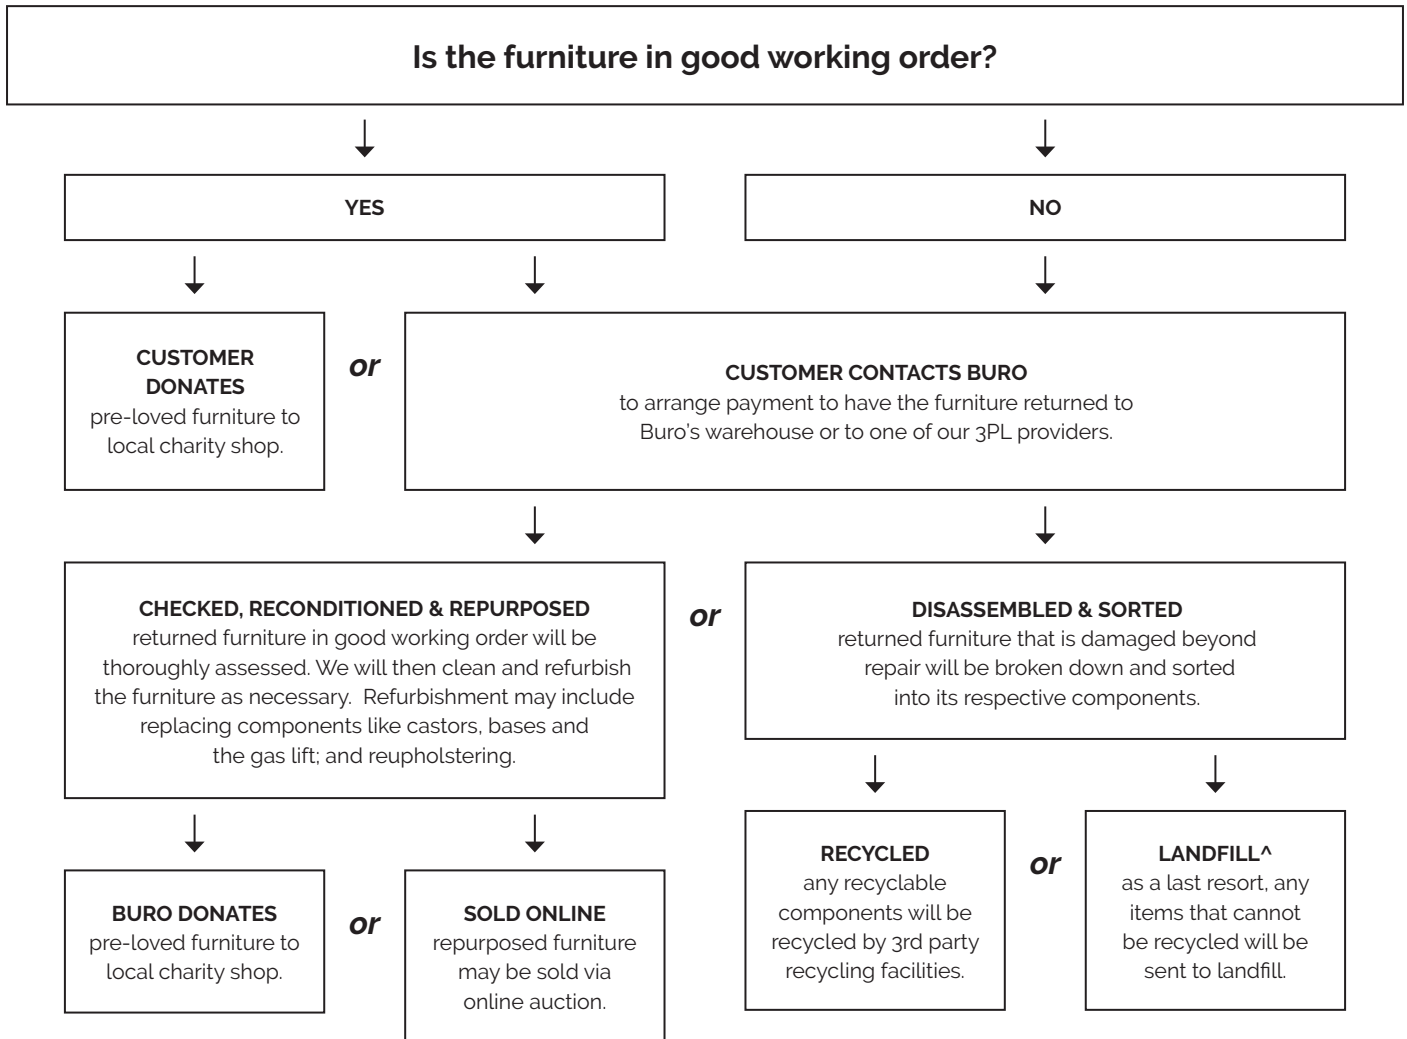 Is the furniture in good working order?
YES
NO
CUSTOMER
DONATES
pre-loved furniture to
local charity shop.
or
CUSTOMER CONTACTS BURO
to arrange payment to have the furniture returned to
Buro's warehouse or to one of our 3PL providers.
CHECKED, RECONDITIONED & REPURPOSED
returned furniture in good working order will be
thoroughly assessed. We will then clean and refurbish
the furniture as necessary.  Refurbishment may include
replacing components like castors, bases and
the gas lift; and reupholstering.
or
DISASSEMBLED & SORTED
returned furniture that is damaged beyond
repair will be broken down and sorted
into its respective components.
BURO DONATES
pre-loved furniture to
local charity shop.
or
SOLD ONLINE
repurposed furniture
may be sold via
online auction.
RECYCLED
any recyclable
components will be
recycled by 3rd party
recycling facilities.
or
LANDFILL^
as a last resort, any
items that cannot
be recycled will be
sent to landfill.